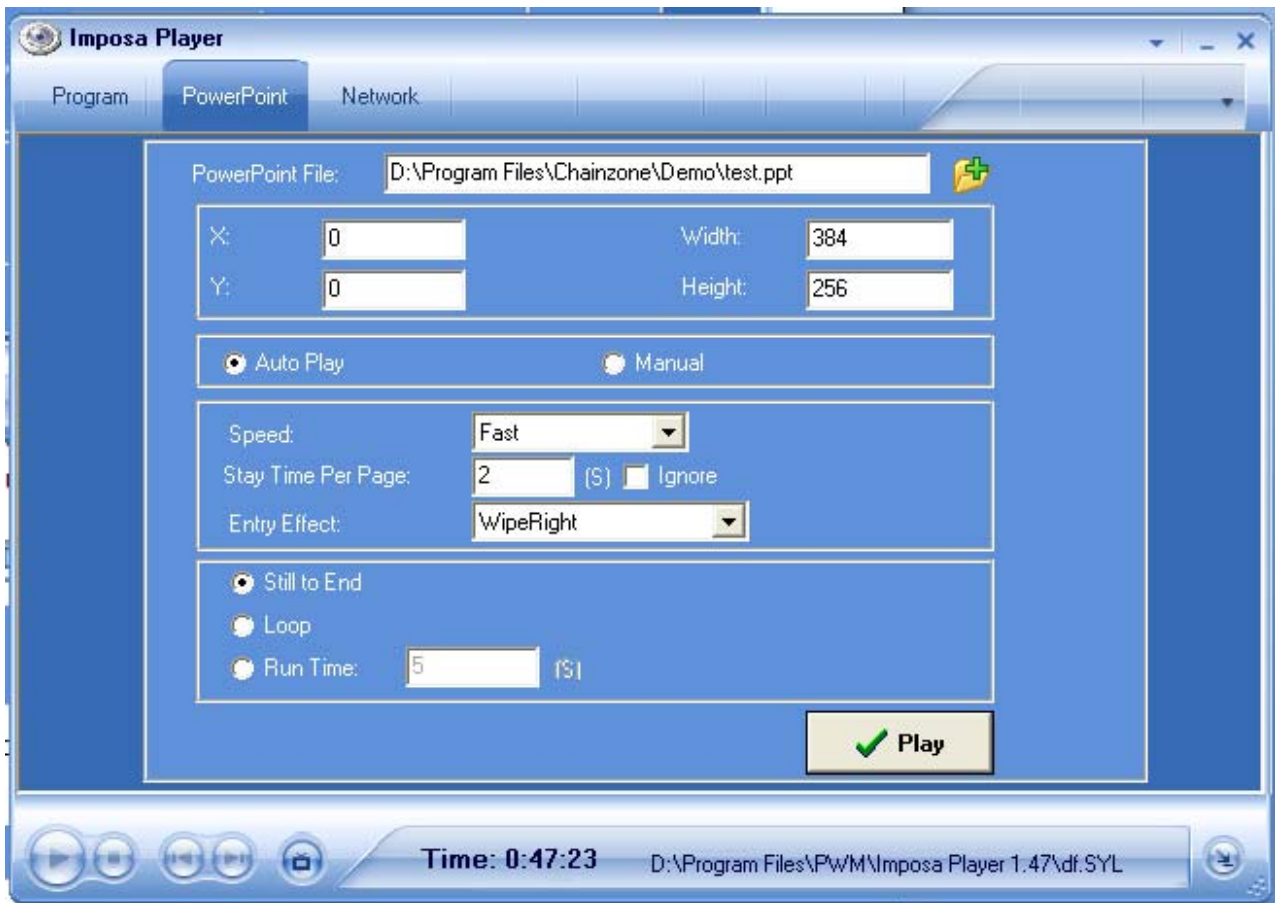 Imposa Player
Program PowerPoint Network
PowerPoint File: D:\Program Files\Chainzone\Demo\test.ppt
X: 0 Width: 384
Y: 0 Height: 256
Auto Play Manual
Speed: Fast
Stay Time Per Page: 2 (S) Ignore
Entry Effect: WipeRight
Still to End
Loop
Run Time: 5 (S)
Play
Time: 0:47:23 D:\Program Files\PWM\Imposa Player 1.47\df.SYL